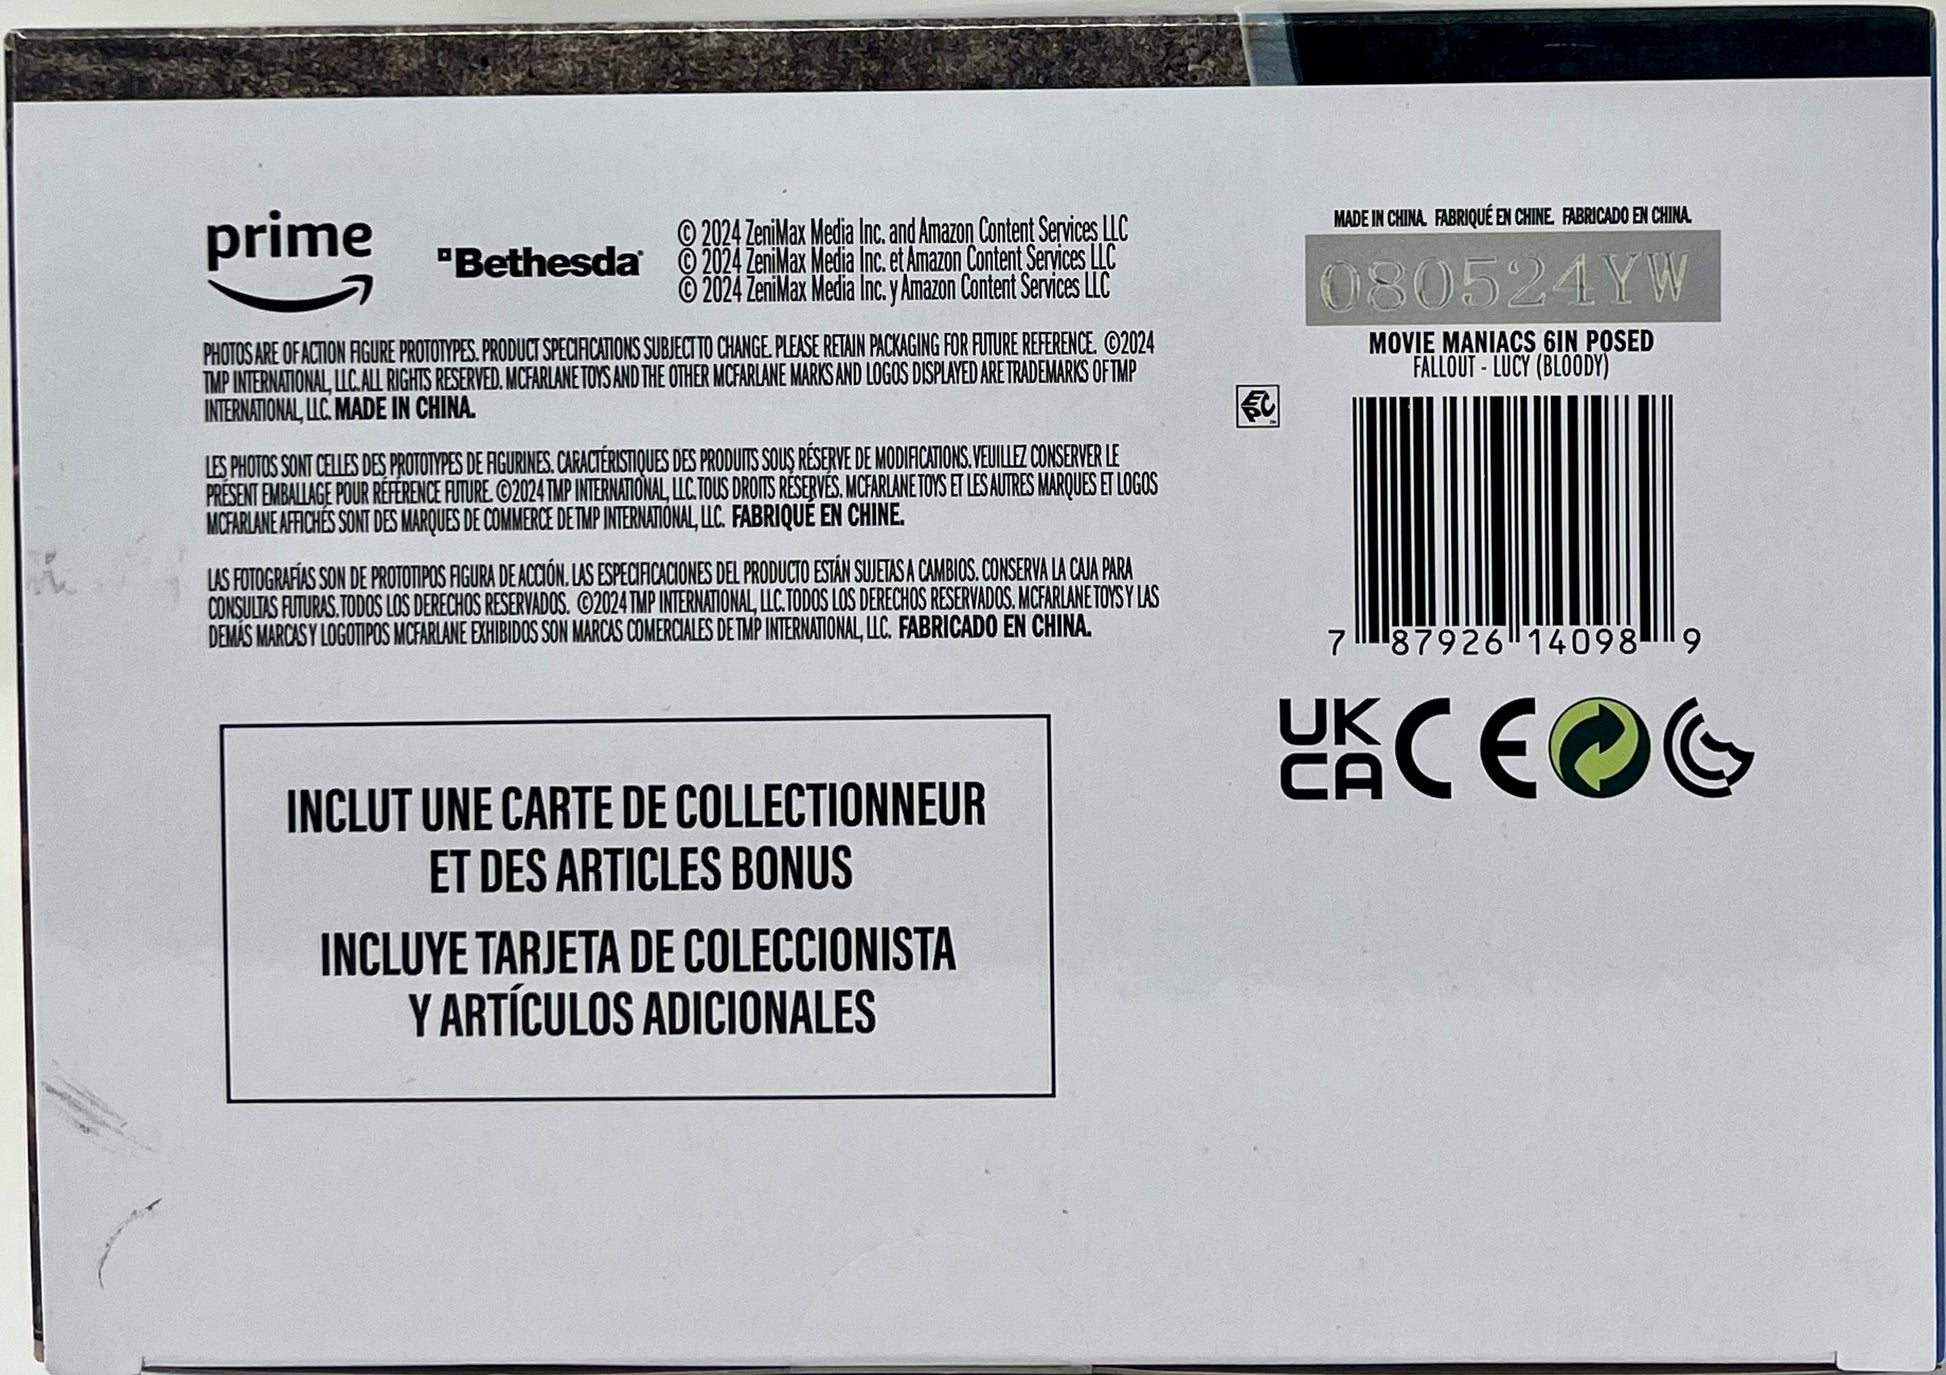 prime
Bethesda
© 2024 ZeniMax Media Inc. and Amazon Content Services LLC
© 2024 ZeniMax Media Inc. et Amazon Content Services LLC
© 2024 ZeniMax Media Inc. y Amazon Content Services LLC
PHOTOS ARE OF ACTION FIGURE PROTOTYPES. PRODUCT SPECIFICATIONS SUBJECT TO CHANGE. PLEASE RETAIN PACKAGING FOR FUTURE REFERENCE. ©2024
TMP INTERNATIONAL, LLC. ALL RIGHTS RESERVED. MCFARLANE TOYS AND THE OTHER MCFARLANE MARKS AND LOGOS DISPLAYED ARE TRADEMARKS OF TMP
INTERNATIONAL, LLC. MADE IN CHINA.
LES PHOTOS SONT CELLES DES PROTOTYPES DE FIGURINES. CARACTÉRISTIQUES DES PRODUITS SOUS RÉSERVE DE MODIFICATIONS. VEUILLEZ CONSERVER LE
PRÉSENT EMBALLAGE POUR RÉFÉRENCE FUTURE. ©2024 TMP INTERNATIONAL, LLC. TOUS DROITS RÉSERVÉS. MCFARLANE TOYS ET LES AUTRES MARQUES ET LOGOS
MCFARLANE AFFICHÉS SONT DES MARQUES DE COMMERCE DE TMP INTERNATIONAL, LLC. FABRIQUÉ EN CHINE.
LAS FOTOGRAFÍAS SON DE PROTOTIPOS FIGURA DE ACCIÓN. LAS ESPECIFICACIONES DEL PRODUCTO ESTÁN SUJETAS A CAMBIOS. CONSERVA LA CAJA PARA
CONSULTAS FUTURAS. TODOS LOS DERECHOS RESERVADOS. ©2024 TMP INTERNATIONAL, LLC. TODOS LOS DERECHOS RESERVADOS. MCFARLANE TOYS Y LAS
DEMÁS MARCAS Y LOGOTIPOS MCFARLANE EXHIBIDOS SON MARCAS COMERCIALES DE TMP INTERNATIONAL, LLC. FABRICADO EN CHINA.
INCLUT UNE CARTE DE COLLECTIONNEUR
ET DES ARTICLES BONUS
INCLUYE TARJETA DE COLECCIONISTA
Y ARTÍCULOS ADICIONALES
MADE IN CHINA. FABRIQUÉ EN CHINE. FABRICADO EN CHINA.
080524YW
MOVIE MANIACS 6IN POSED
FALLOUT - LUCY (BLOODY)
EPC
7 87926 14098 9
UK
CA CE